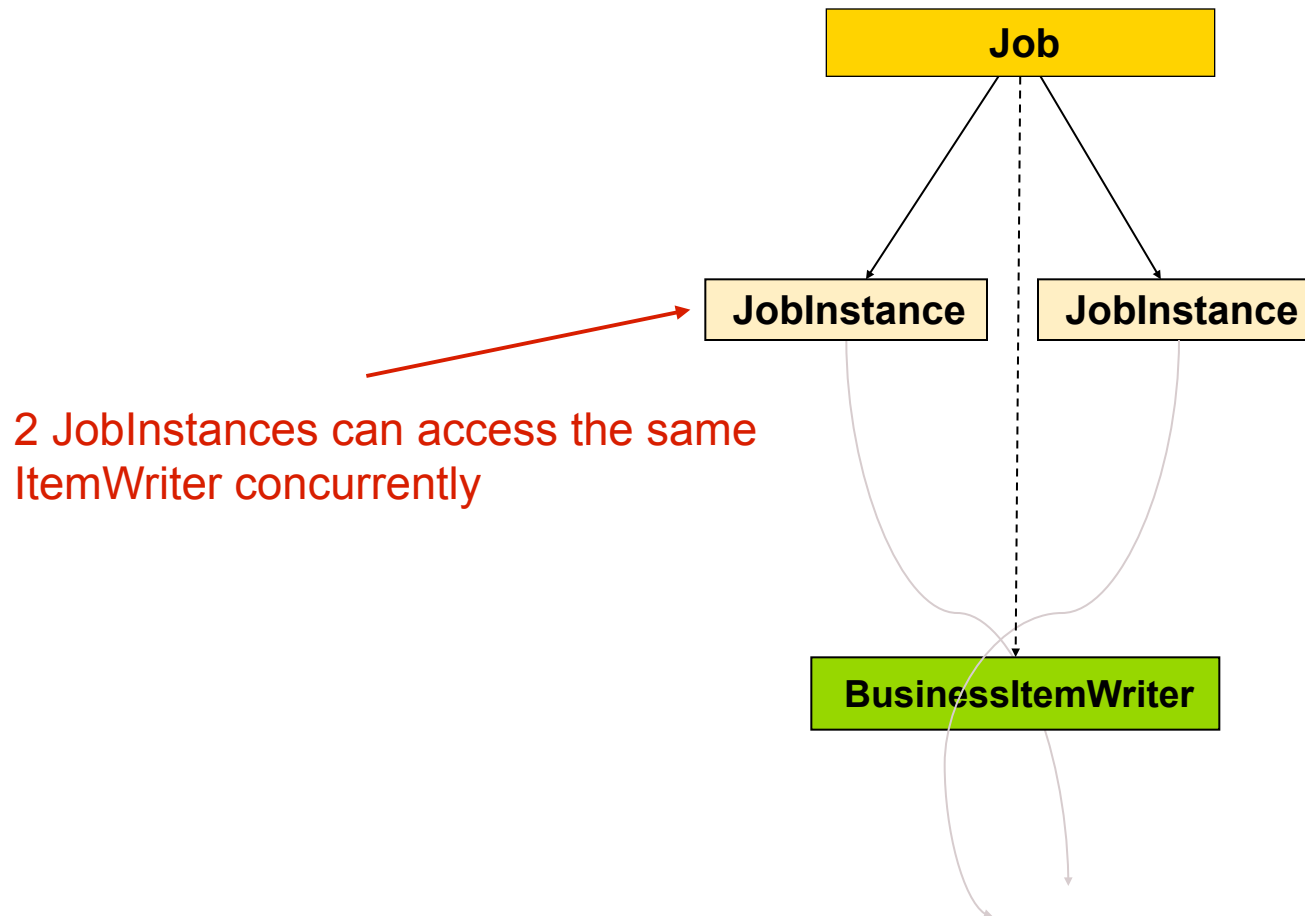 Job
JobInstance
JobInstance
2 JobInstances can access the same
ItemWriter concurrently
BusinessItemWriter